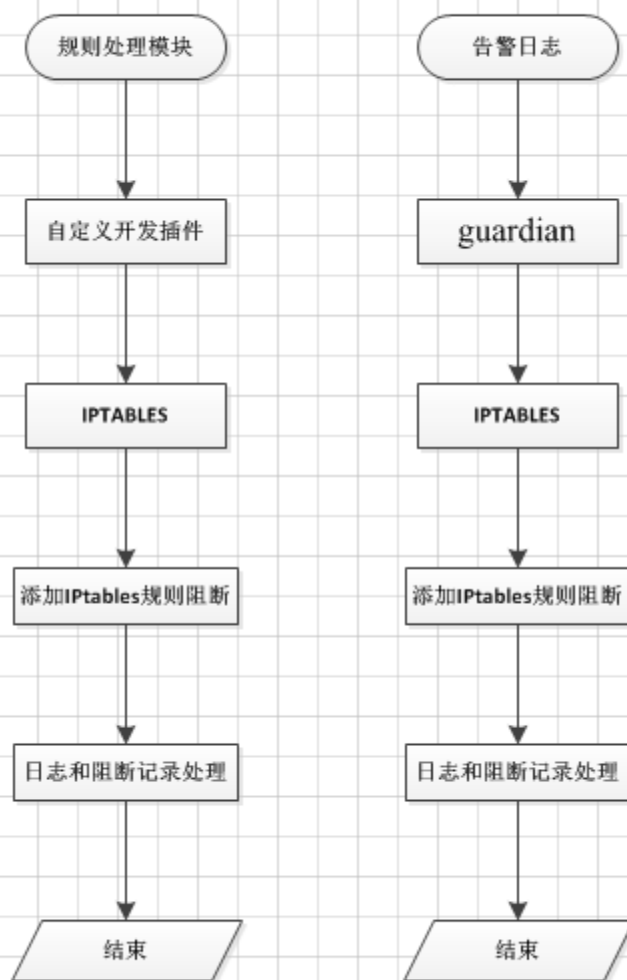 规则处理模块
自定义开发插件
IPTABLES
添加IPtables规则阻断
日志和阻断记录处理
结束
告警日志
guardian
IPTABLES
添加IPtables规则阻断
日志和阻断记录处理
结束